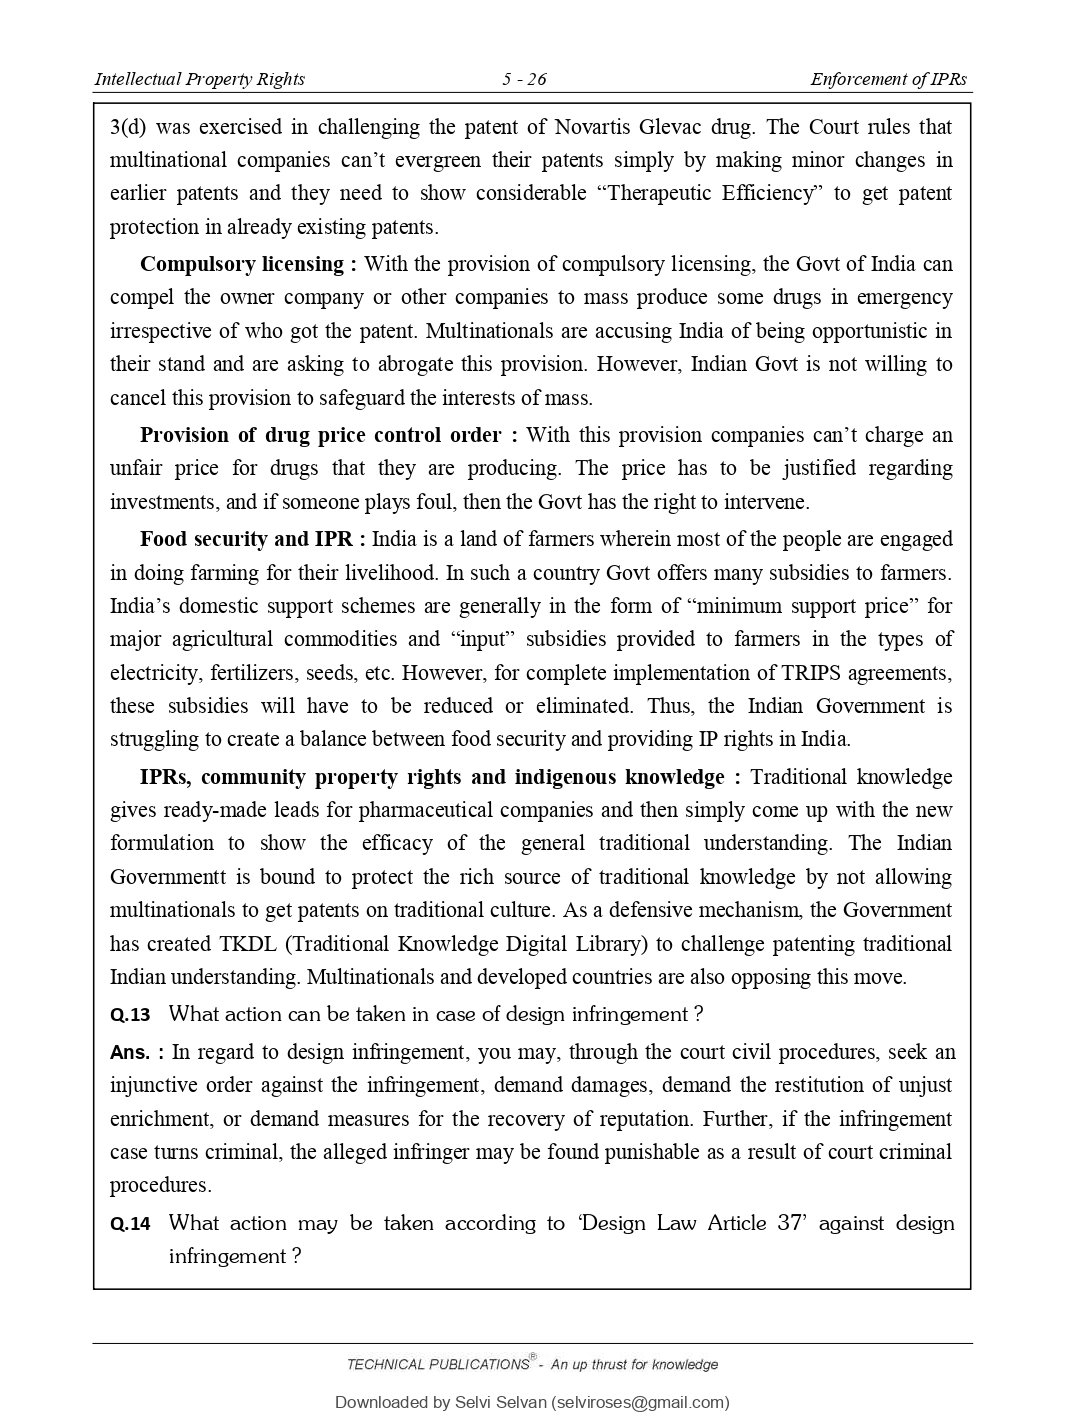 Intellectual Property Rights 5 - 26 Enforcement of IPRs
3(d) was exercised in challenging the patent of Novartis Glevac drug. The Court rules that
multinational companies can’t evergreen their patents simply by making minor changes in
earlier patents and they need to show considerable “Therapeutic Efficiency” to get patent
protection in already existing patents.
Compulsory licensing : With the provision of compulsory licensing, the Govt of India can
compel the owner company or other companies to mass produce some drugs in emergency
irrespective of who got the patent. Multinationals are accusing India of being opportunistic in
their stand and are asking to abrogate this provision. However, Indian Govt is not willing to
cancel this provision to safeguard the interests of mass.
Provision of drug price control order : With this provision companies can’t charge an
unfair price for drugs that they are producing. The price has to be justified regarding
investments, and if someone plays foul, then the Govt has the right to intervene.
Food security and IPR : India is a land of farmers wherein most of the people are engaged
in doing farming for their livelihood. In such a country Govt offers many subsidies to farmers.
India’s domestic support schemes are generally in the form of “minimum support price” for
major agricultural commodities and “input” subsidies provided to farmers in the types of
electricity, fertilizers, seeds, etc. However, for complete implementation of TRIPS agreements,
these subsidies will have to be reduced or eliminated. Thus, the Indian Government is
struggling to create a balance between food security and providing IP rights in India.
IPRs, community property rights and indigenous knowledge : Traditional knowledge
gives ready-made leads for pharmaceutical companies and then simply come up with the new
formulation to show the efficacy of the general traditional understanding. The Indian
Governmentt is bound to protect the rich source of traditional knowledge by not allowing
multinationals to get patents on traditional culture. As a defensive mechanism, the Government
has created TKDL (Traditional Knowledge Digital Library) to challenge patenting traditional
Indian understanding. Multinationals and developed countries are also opposing this move.
Q.13 What action can be taken in case of design infringement ?
Ans. : In regard to design infringement, you may, through the court civil procedures, seek an
injunctive order against the infringement, demand damages, demand the restitution of unjust
enrichment, or demand measures for the recovery of reputation. Further, if the infringement
case turns criminal, the alleged infringer may be found punishable as a result of court criminal
procedures.
Q.14 What action may be taken according to ‘Design Law Article 37’ against design
infringement ?
TECHNICAL PUBLICATIONS® - An up thrust for knowledge
Downloaded by Selvi Selvan (selviroses@gmail.com)